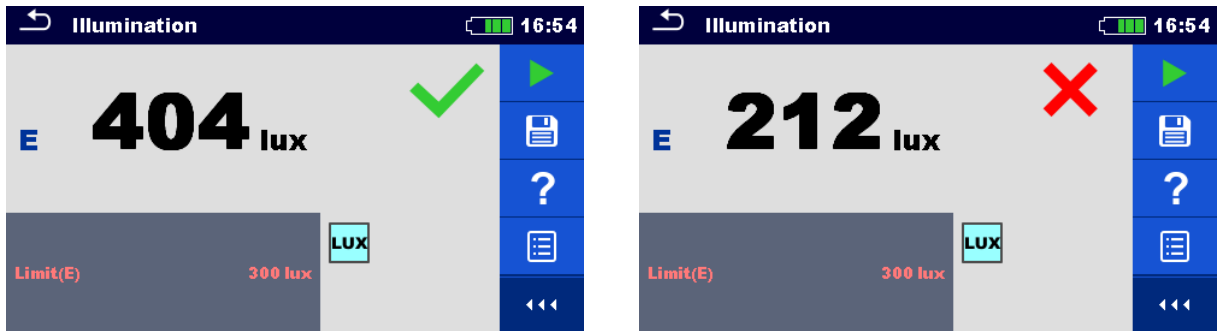 Illumination 16:54
E 404 lux
LUX
Limit(E) 300 lux
?
Illumination 16:54
E 212 lux
LUX
Limit(E) 300 lux
?